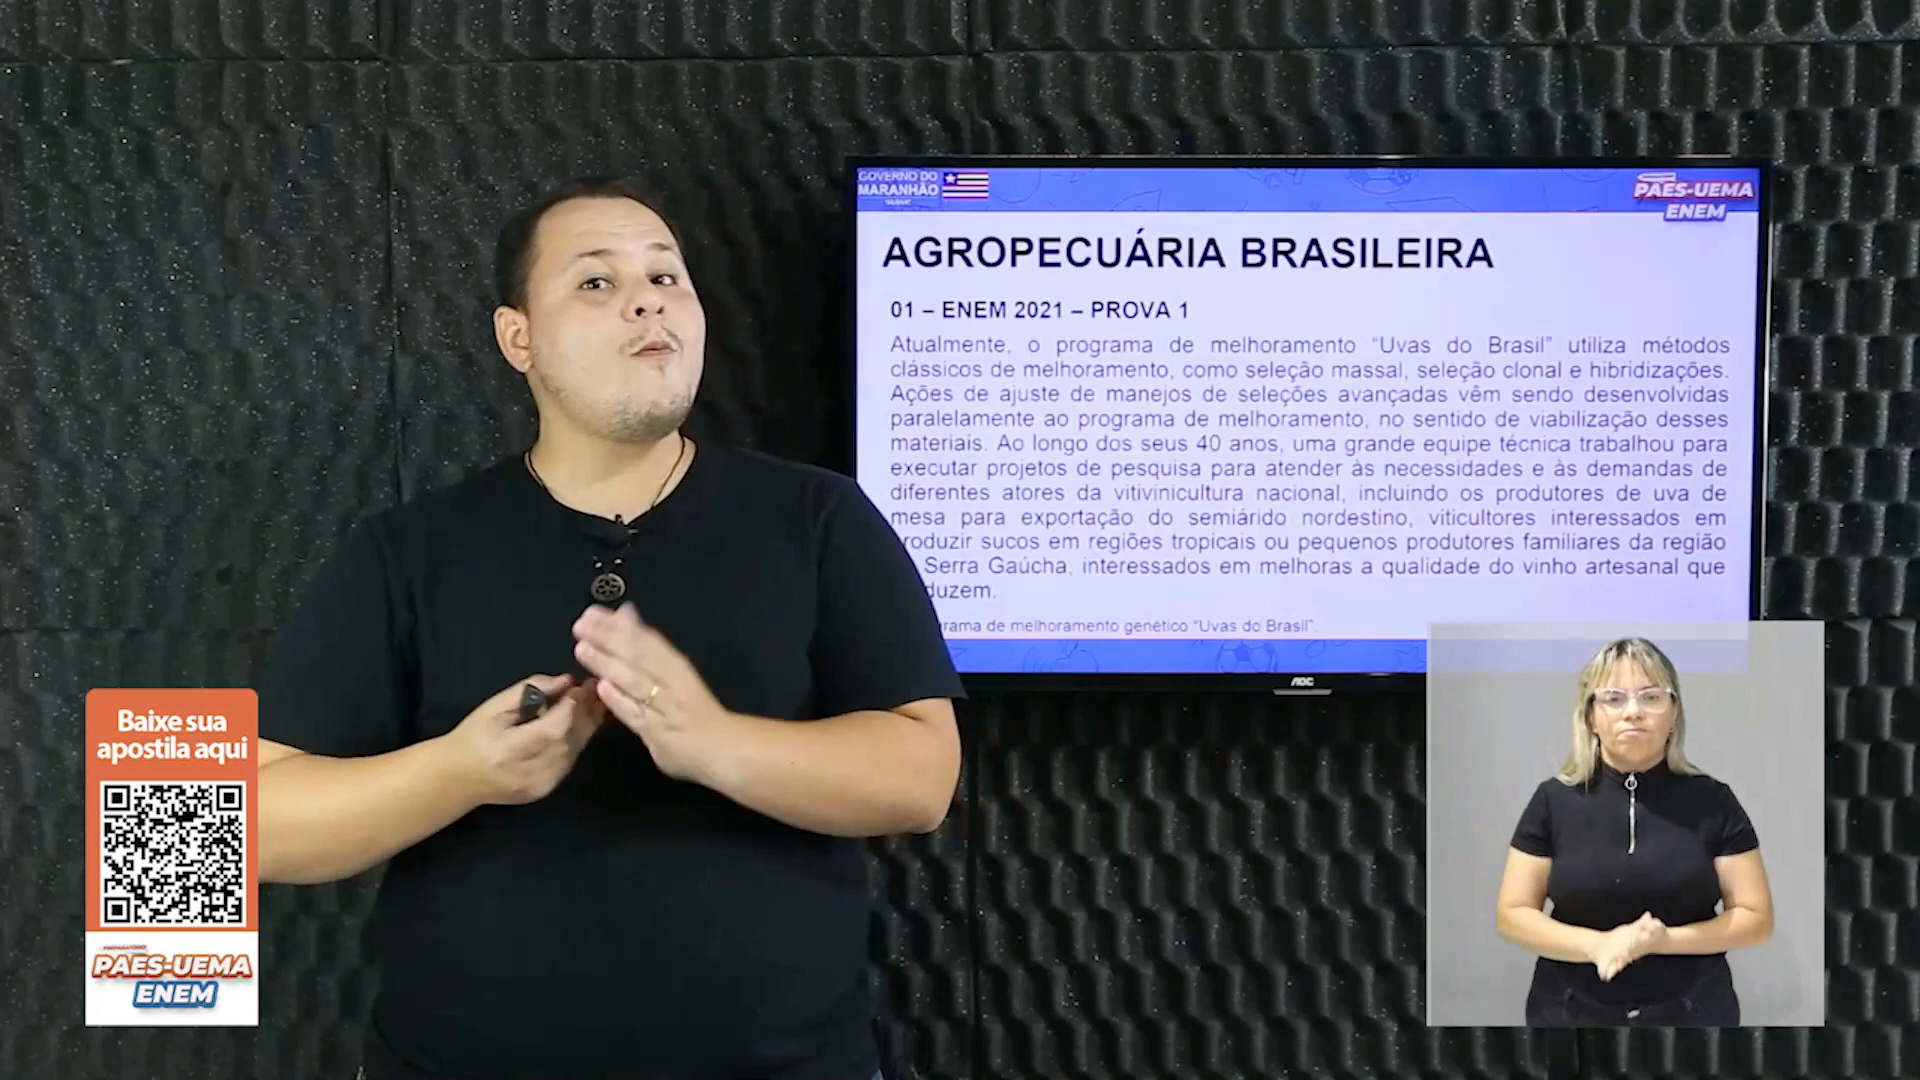 GOVERNO DO
MARANHÃO
PAES-UEMA
ENEM
AGROPECUÁRIA BRASILEIRA
01 – ENEM 2021 – PROVA 1
Atualmente, o programa de melhoramento “Uvas do Brasil” utiliza métodos
clássicos de melhoramento, como seleção massal, seleção clonal e hibridizações.
Ações de ajuste de manejos de seleções avançadas vêm sendo desenvolvidas
paralelamente ao programa de melhoramento, no sentido de viabilização desses
materiais. Ao longo dos seus 40 anos, uma grande equipe técnica trabalhou para
executar projetos de pesquisa para atender às necessidades e às demandas de
diferentes atores da vitivinicultura nacional, incluindo os produtores de uva de
mesa para exportação do semiárido nordestino, viticultores interessados em
roduzir sucos em regiões tropicais ou pequenos produtores familiares da região
Serra Gaúcha, interessados em melhoras a qualidade do vinho artesanal que
duzem.
rama de melhoramento genético “Uvas do Brasil”.
AOC
Baixe sua
apostila aqui
PAES-UEMA
ENEM